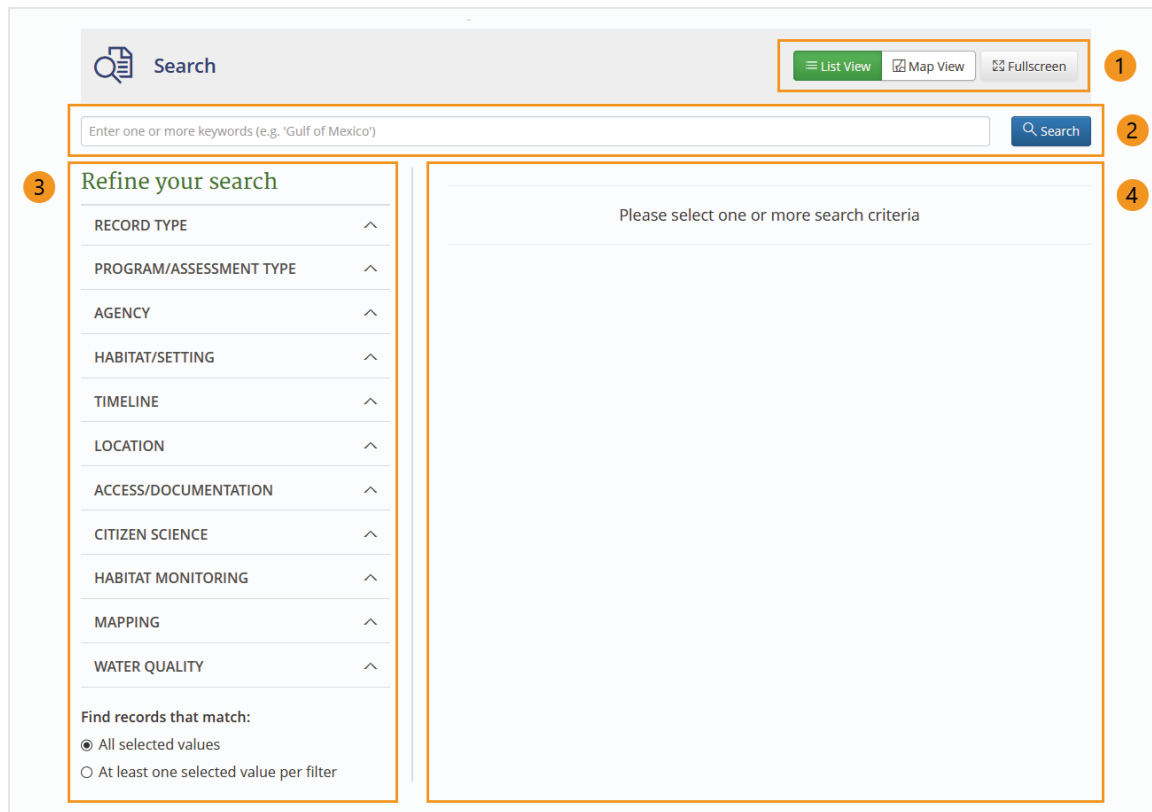 Search
List View
Map View
Fullscreen
1
Enter one or more keywords (e.g. 'Gulf of Mexico')
Search
2
3
Refine your search
RECORD TYPE
PROGRAM/ASSESSMENT TYPE
AGENCY
HABITAT/SETTING
TIMELINE
LOCATION
ACCESS/DOCUMENTATION
CITIZEN SCIENCE
HABITAT MONITORING
MAPPING
WATER QUALITY
Find records that match:
All selected values
At least one selected value per filter
4
Please select one or more search criteria